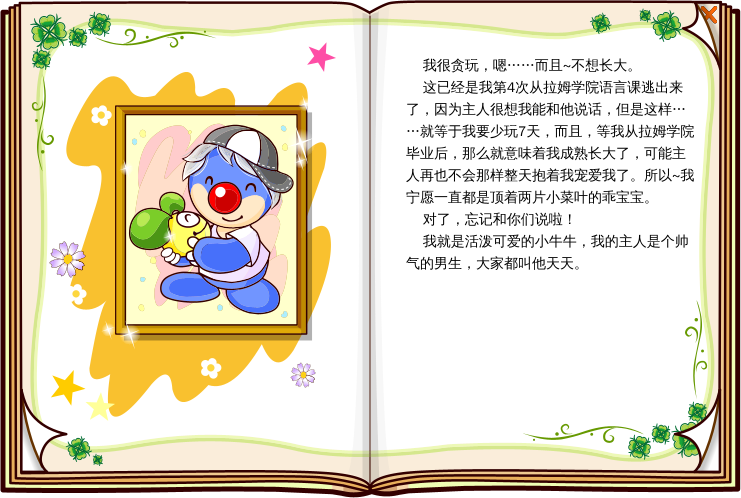 我很贪玩，嗯……而且~不想长大。
这已经是我第4次从拉姆学院语言课逃出来
了，因为主人很想我能和他说话，但是这样…
…就等于我要少玩7天，而且，等我从拉姆学院
毕业后，那么就意味着我成熟长大了，可能主
人再也不会那样整天抱着我宠爱我了。所以~我
宁愿一直都是顶着两片小菜叶的乖宝宝。
对了，忘记和你们说啦！
我就是活泼可爱的小牛牛，我的主人是个帅
气的男生，大家都叫他天天。